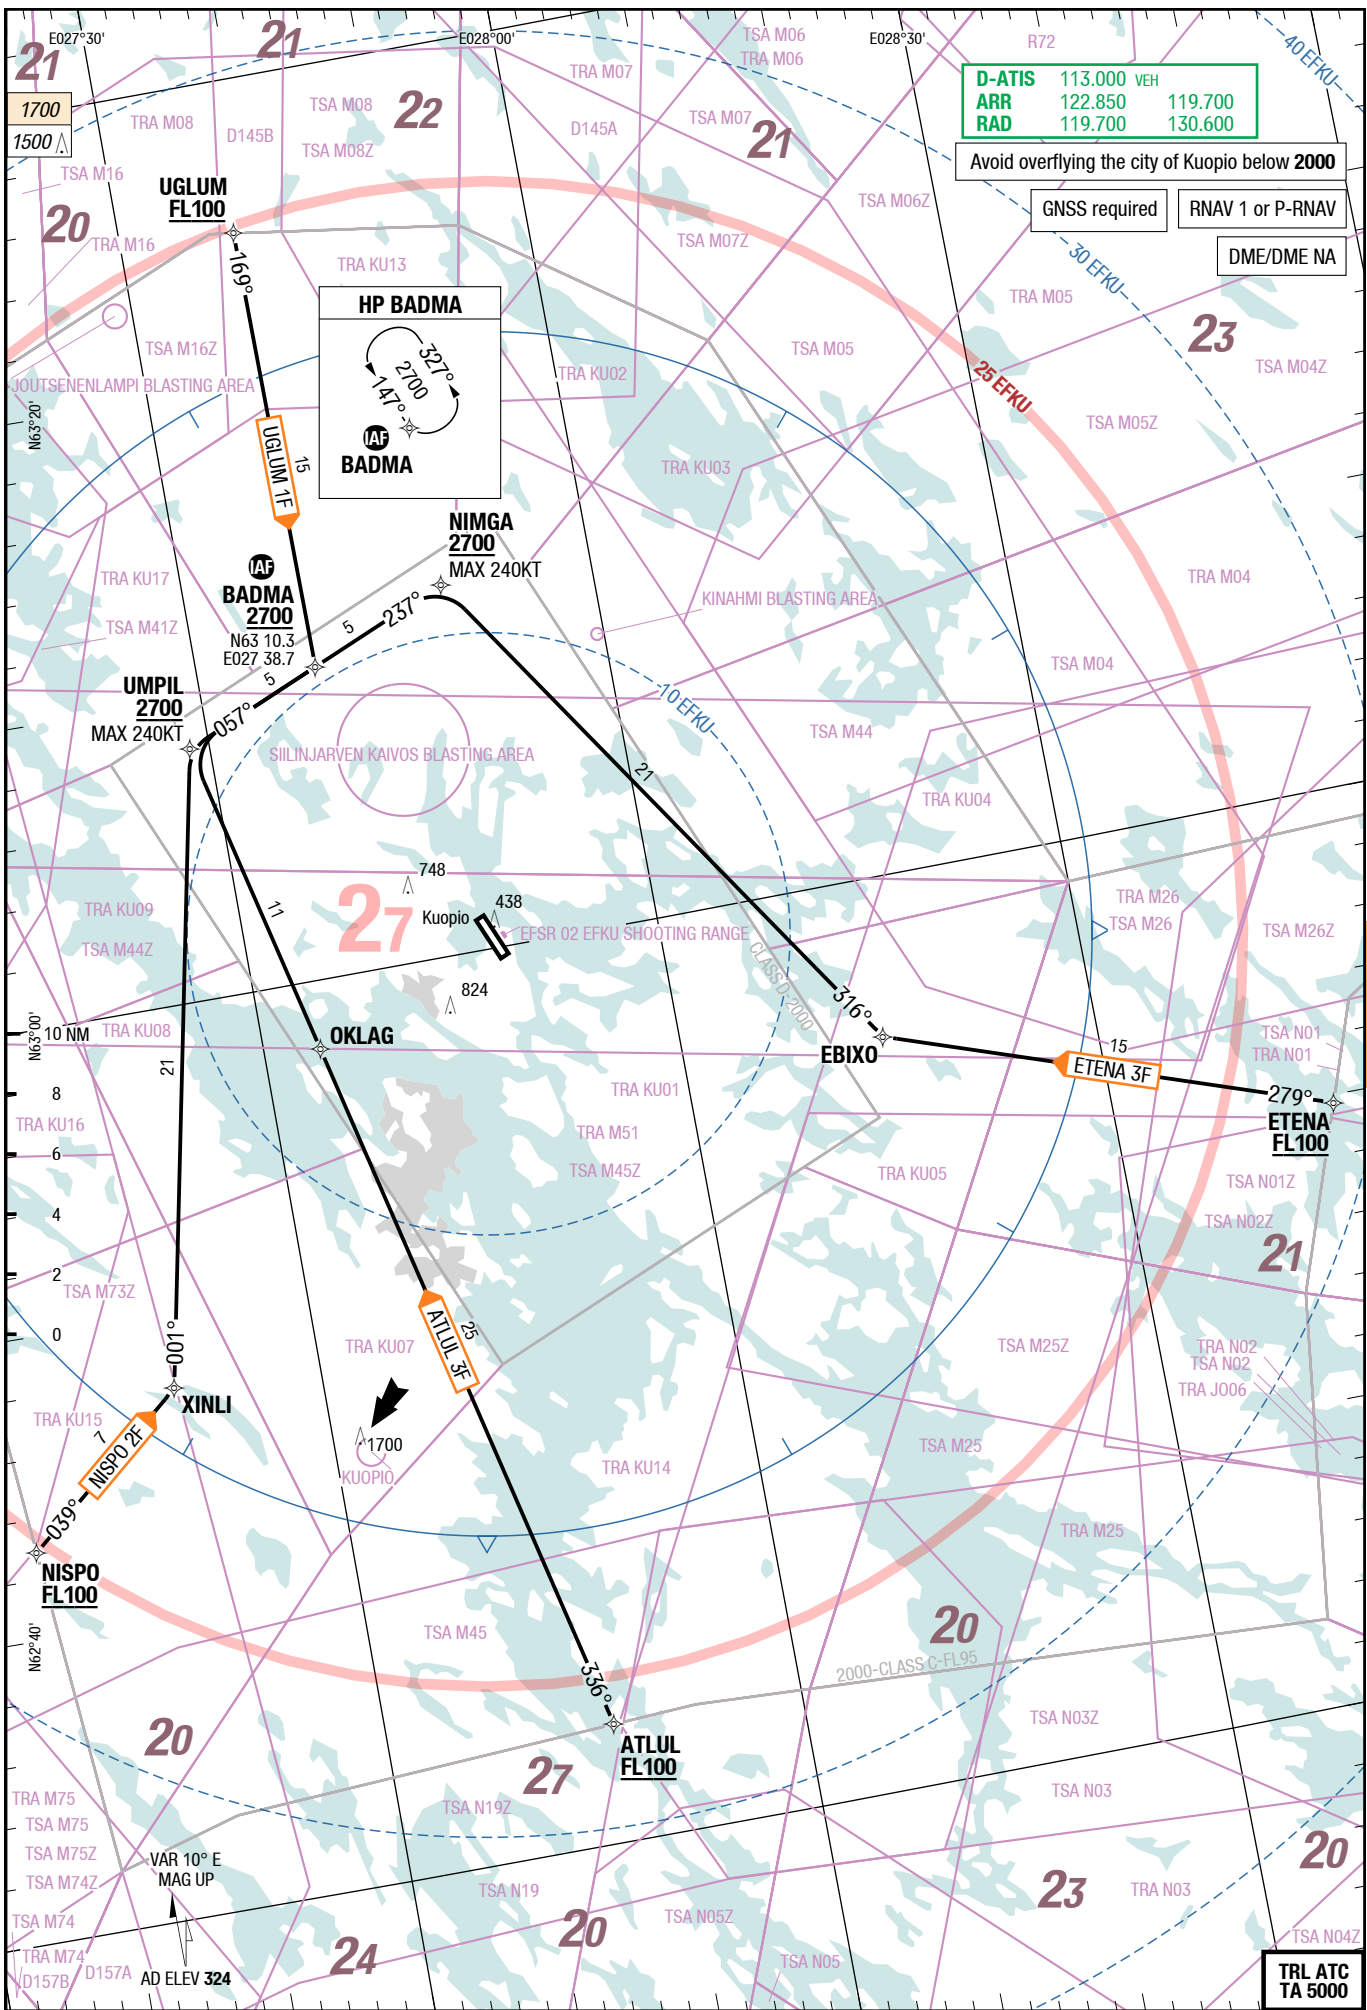 E027°30'
E028°00'
E028°30'
40 EFKU
21
21
22
21
20
23
1700
1500
D-ATIS 113.000 VEH
ARR 122.850 119.700
RAD 119.700 130.600
Avoid overflying the city of Kuopio below 2000
GNSS required
RNAV 1 or P-RNAV
DME/DME NA
TSA M06
TRA M06
R72
TRA M07
TSA M08
TRA M08
D145B
TSA M08Z
D145A
TSA M07
TSA M16
UGLUM
FL100
TSA M06Z
TRA M16
TSA M07Z
30 EFKU
169°
TRA KU13
TRA M05
HP BADMA
327°
2700
147°
IAF
BADMA
TSA M16Z
TSA M05
TSA M04Z
JOUTSENENLAMPI BLASTING AREA
TRA KU02
25 EFKU
N63°20'
TSA M05Z
UGLUM 1F
15
TRA KU03
NIMGA
2700
MAX 240KT
IAF
BADMA
2700
N63 10.3
E027 38.7
TRA KU17
TRA M04
KINAHMI BLASTING AREA
TSA M41Z
5
237°
TSA M04
UMPIL
2700
MAX 240KT
5
057°
10 EFKU
TSA M44
SIILINJARVEN KAIVOS BLASTING AREA
21
TRA KU04
748
27
438
Kuopio
EFSR 02 EFKU SHOOTING RANGE
TRA KU09
TSA M44Z
11
TRA M26
TSA M26
TSA M26Z
CLASS D-2000
824
316°
N63°00'
10 NM
TRA KU08
OKLAG
EBIXO
TSA N01
TRA N01
15
ETENA 3F
279°
ETENA
FL100
21
8
TRA KU01
TRA KU16
TRA M51
6
TSA M45Z
TRA KU05
TSA N01Z
4
TSA N02Z
21
2
TSA M73Z
0
001°
ATLUL 3F
25
TRA KU07
TSA M25Z
TRA N02
TSA N02
TRA J006
XINLI
TRA KU15
7
NISPO 2F
1700
KUOPIO
TSA M25
TRA KU14
039°
NISPO
FL100
TRA M25
N62°40'
TSA M45
20
336°
2000-CLASS C-FL95
TSA N03Z
20
ATLUL
FL100
27
TRA M75
TSA M75
TSA M75Z
TSA M74Z
TSA M74
TRA M74
D157B
D157A
TSA N19Z
TSA N03
VAR 10° E
MAG UP
20
TSA N19
23
TRA N03
TSA N05Z
20
24
TSA N05
TSA N04Z
AD ELEV 324
TRL ATC
TA 5000